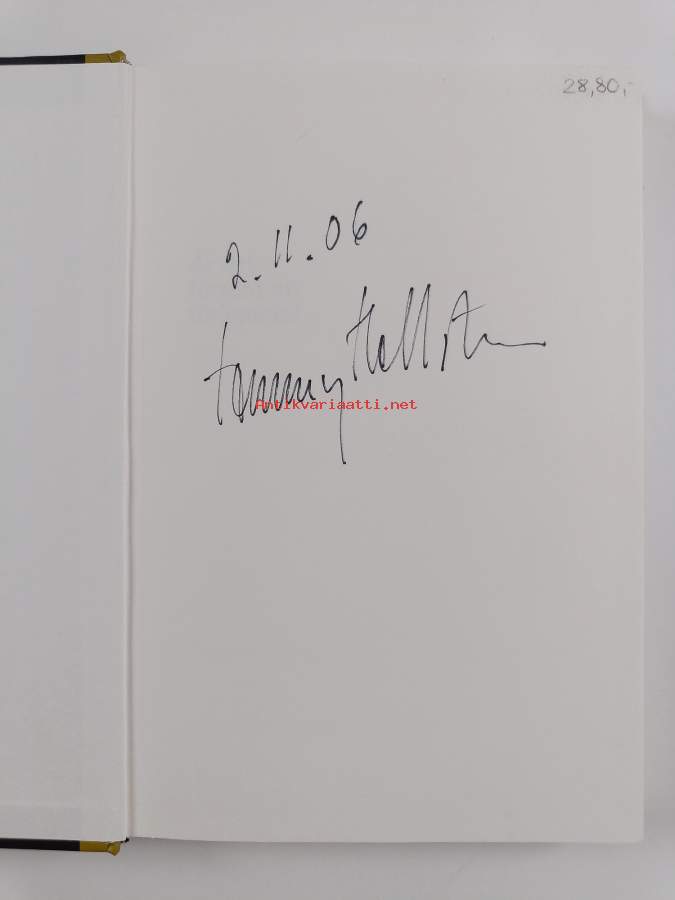 28,80,-
2.11.06
Tommy Hellsten
Antikvariaatti.net